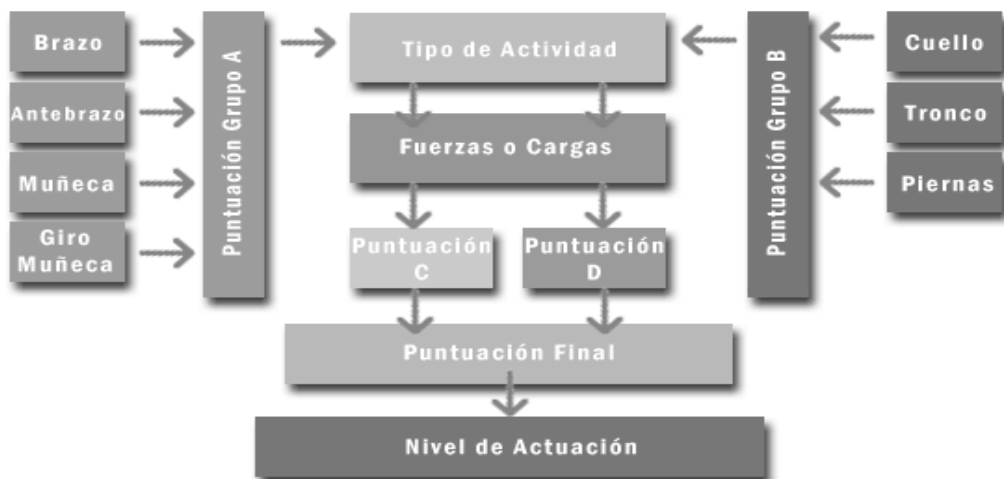 Brazo
Antebrazo
Muñeca
Giro
Muñeca
Puntuación Grupo A
Tipo de Actividad
Fuerzas o Cargas
Puntuación
C
Puntuación
D
Puntuación Final
Nivel de Actuación
Puntuación Grupo B
Cuello
Tronco
Piernas